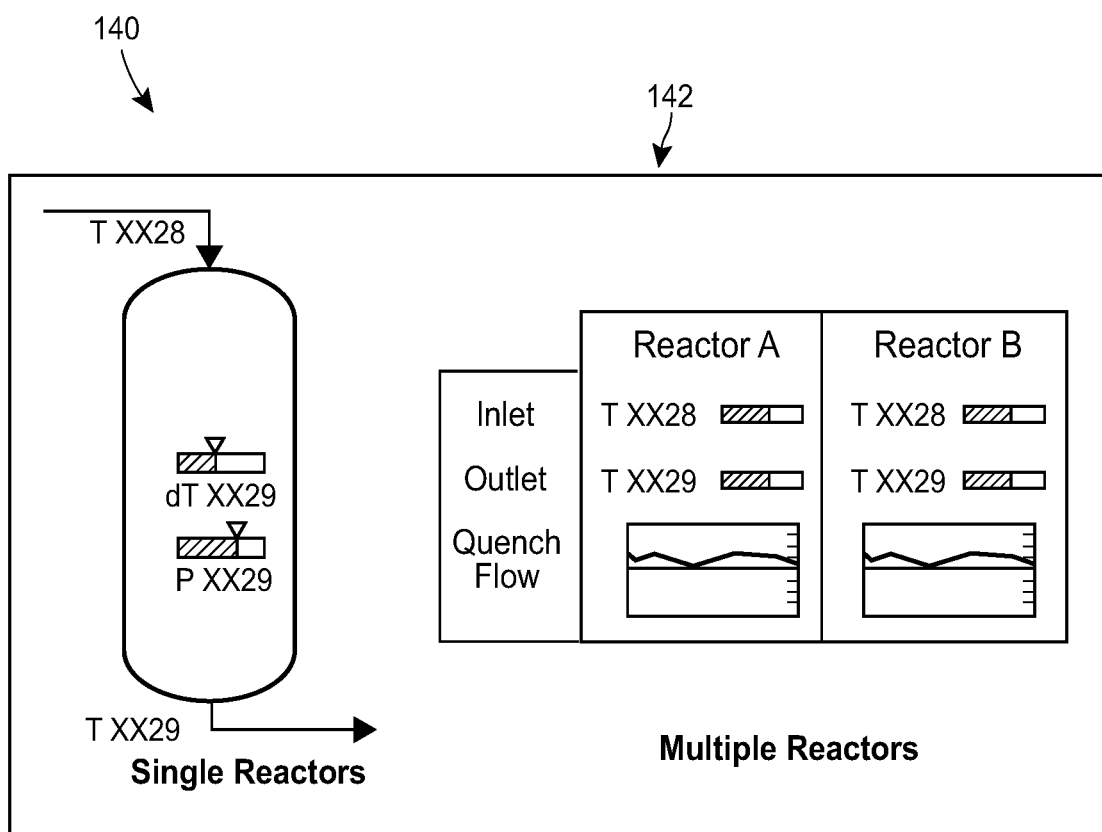 140
142
T XX28
dT XX29
P XX29
T XX29
Single Reactors
Reactor A
Reactor B
Inlet
T XX28
T XX28
Outlet
T XX29
T XX29
Quench
Flow
Multiple Reactors